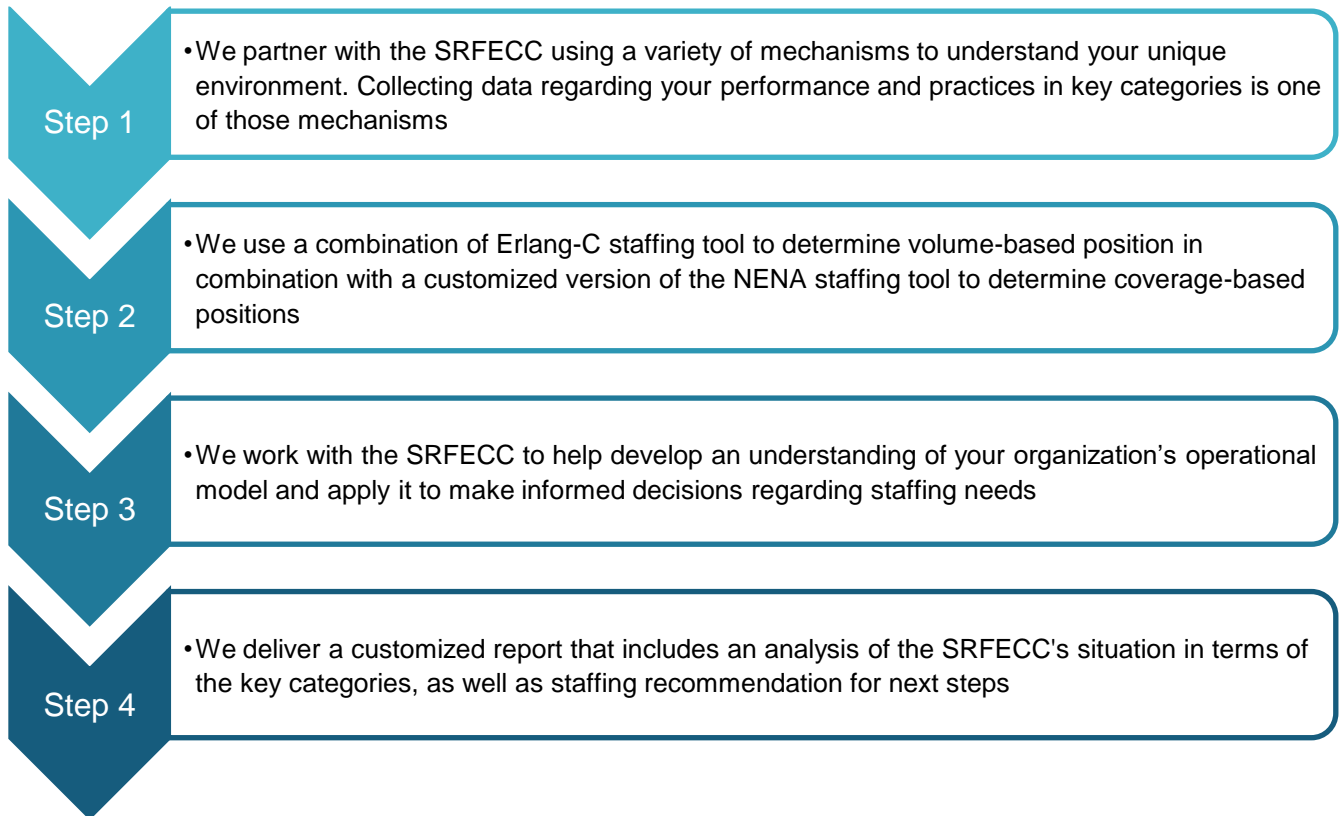 Step 1
•We partner with the SRFECC using a variety of mechanisms to understand your unique
environment. Collecting data regarding your performance and practices in key categories is one
of those mechanisms
Step 2
•We use a combination of Erlang-C staffing tool to determine volume-based position in
combination with a customized version of the NENA staffing tool to determine coverage-based
positions
Step 3
•We work with the SRFECC to help develop an understanding of your organization’s operational
model and apply it to make informed decisions regarding staffing needs
Step 4
•We deliver a customized report that includes an analysis of the SRFECC's situation in terms of
the key categories, as well as staffing recommendation for next steps